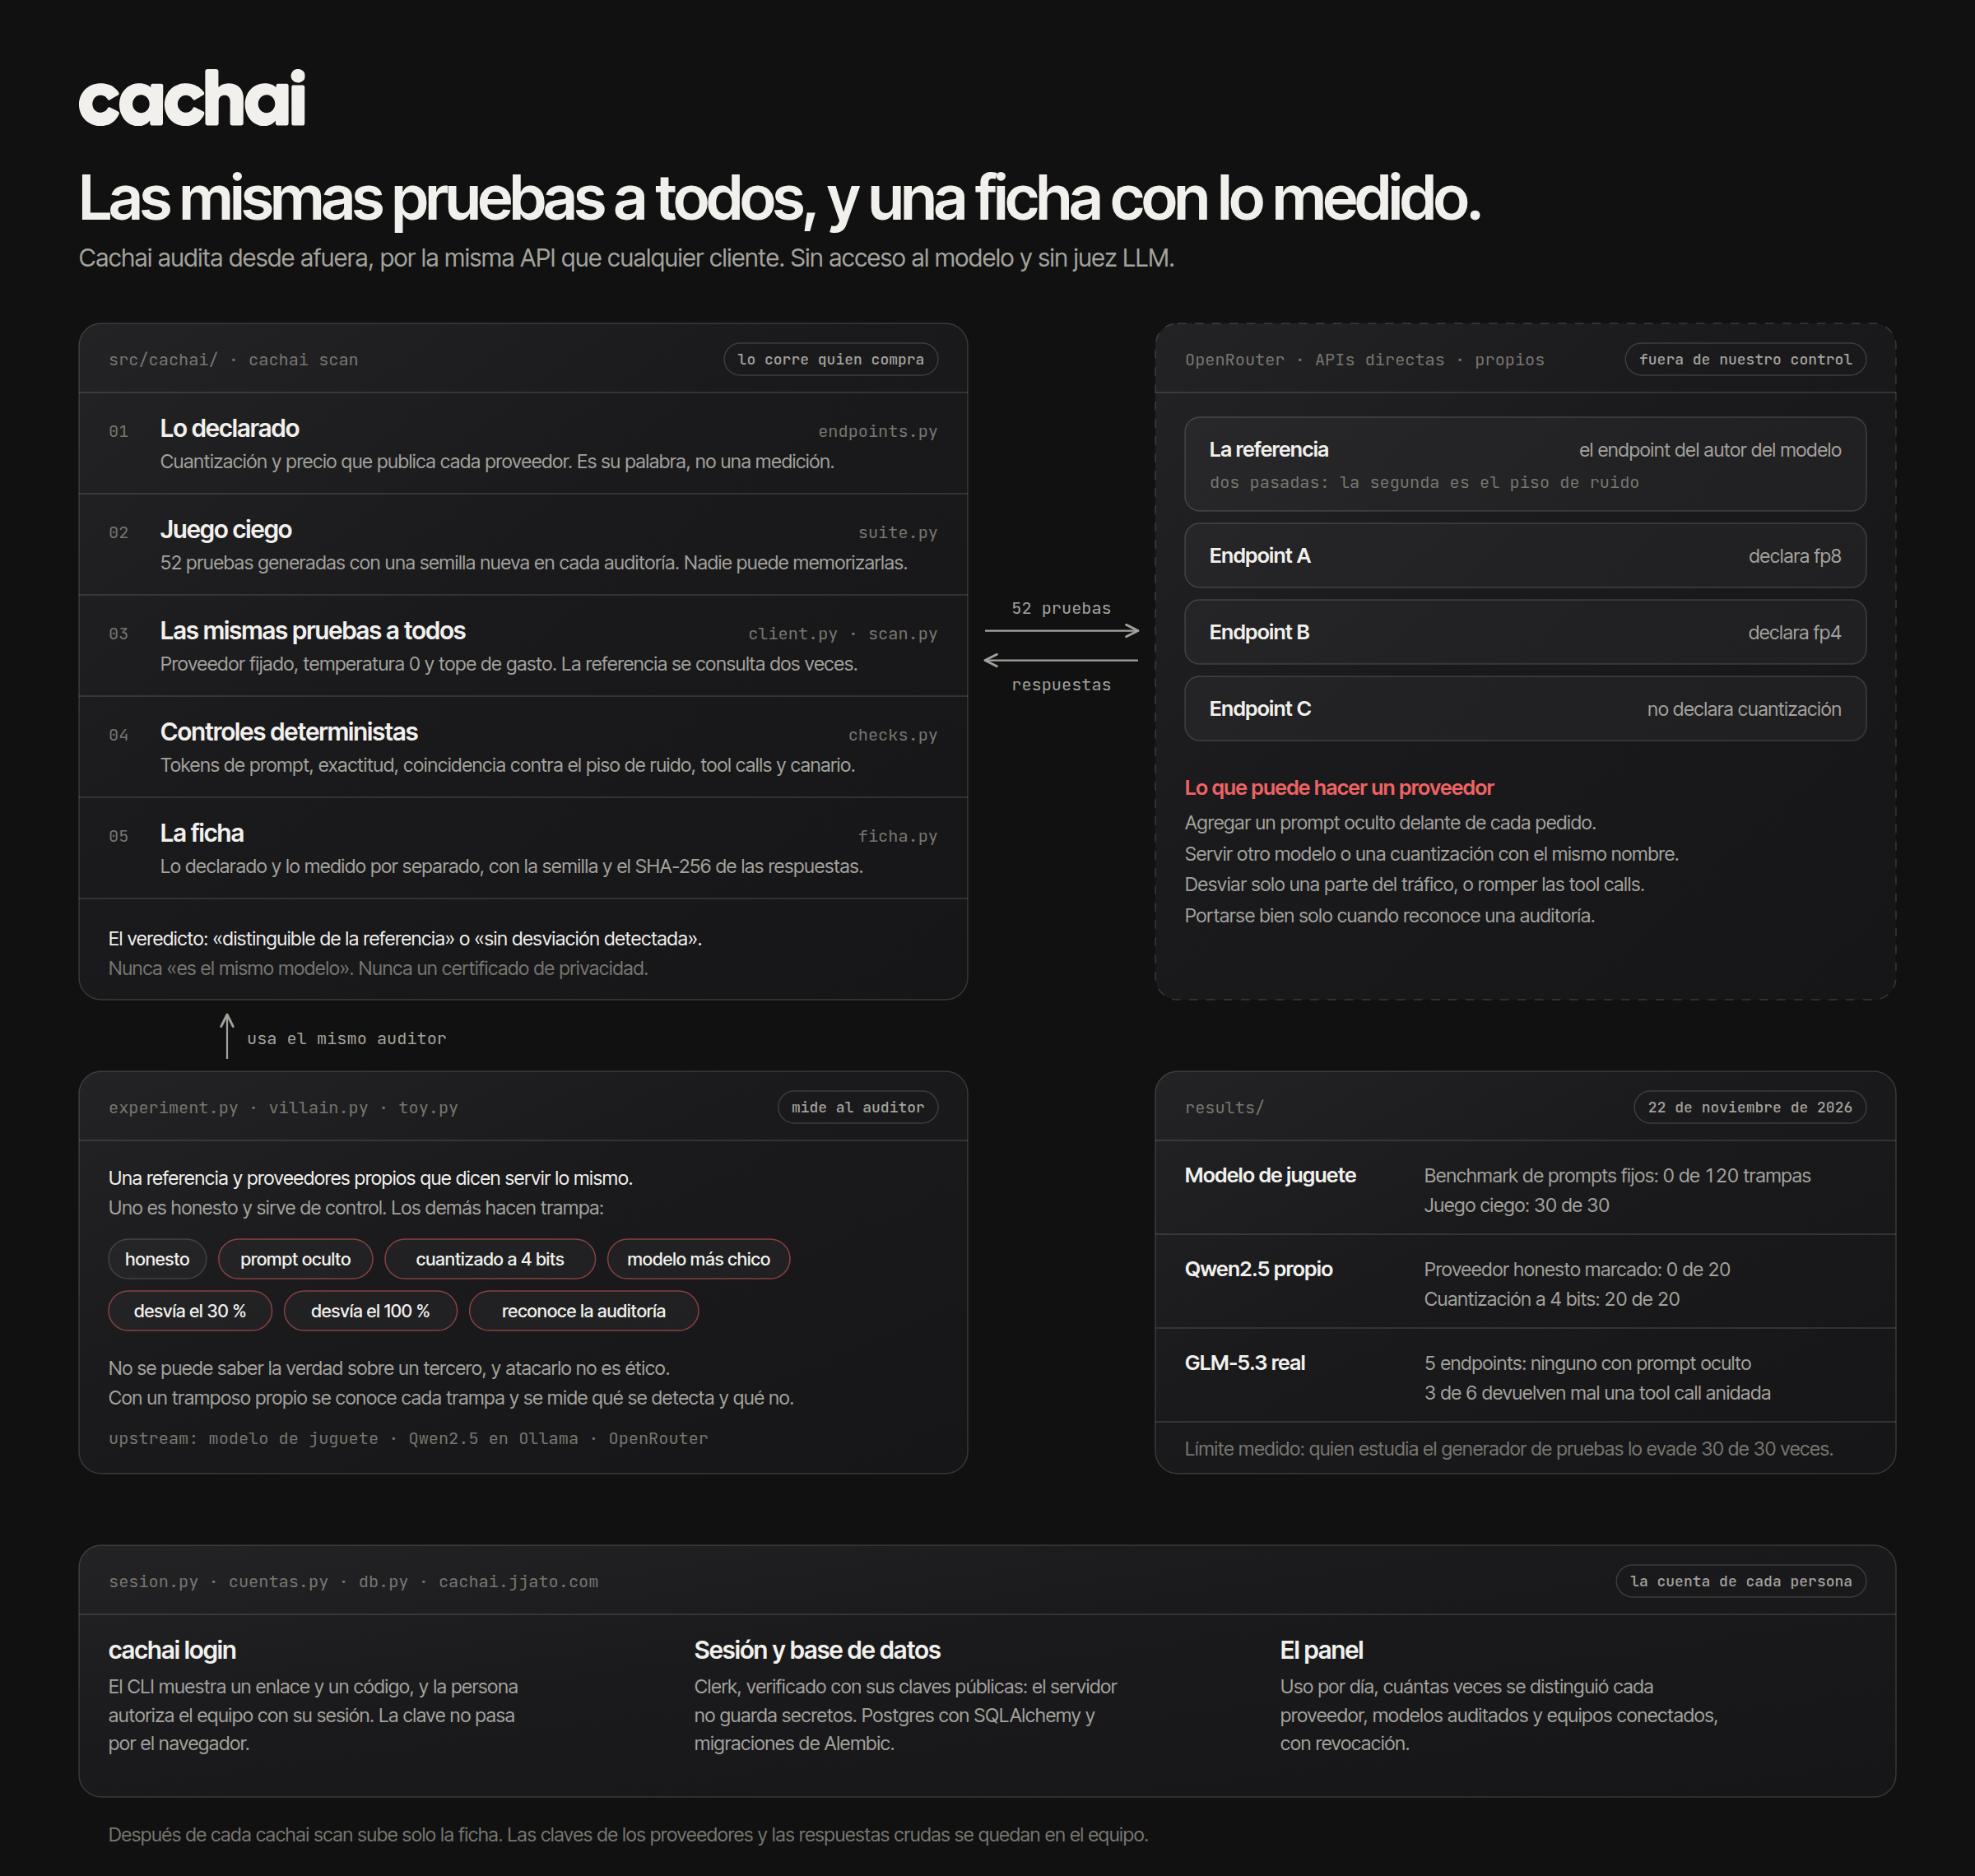 cachai
Las mismas pruebas a todos, y una ficha con lo medido.
Cachai audita desde afuera, por la misma API que cualquier cliente. Sin acceso al modelo y sin juez LLM.
src/cachai/ · cachai scan
lo corre quien compra
01 Lo declarado endpoints.py
Cuantización y precio que publica cada proveedor. Es su palabra, no una medición.
02 Juego ciego suite.py
52 pruebas generadas con una semilla nueva en cada auditoría. Nadie puede memorizarlas.
03 Las mismas pruebas a todos client.py · scan.py
Proveedor fijado, temperatura 0 y tope de gasto. La referencia se consulta dos veces.
04 Controles deterministas checks.py
Tokens de prompt, exactitud, coincidencia contra el piso de ruido, tool calls y canario.
05 La ficha ficha.py
Lo declarado y lo medido por separado, con la semilla y el SHA-256 de las respuestas.
El veredicto: «distinguible de la referencia» o «sin desviación detectada».
Nunca «es el mismo modelo». Nunca un certificado de privacidad.
52 pruebas
respuestas
OpenRouter · APIs directas · propios
fuera de nuestro control
La referencia el endpoint del autor del modelo
dos pasadas: la segunda es el piso de ruido
Endpoint A declara fp8
Endpoint B declara fp4
Endpoint C no declara cuantización
Lo que puede hacer un proveedor
Agregar un prompt oculto delante de cada pedido.
Servir otro modelo o una cuantización con el mismo nombre.
Desviar solo una parte del tráfico, o romper las tool calls.
Portarse bien solo cuando reconoce una auditoría.
usa el mismo auditor
experiment.py · villain.py · toy.py
mide al auditor
Una referencia y proveedores propios que dicen servir lo mismo.
Uno es honesto y sirve de control. Los demás hacen trampa:
honesto prompt oculto cuantizado a 4 bits modelo más chico
desvía el 30 % desvía el 100 % reconoce la auditoría
No se puede saber la verdad sobre un tercero, y atacarlo no es ético.
Con un tramposo propio se conoce cada trampa y se mide qué se detecta y qué no.
upstream: modelo de juguete · Qwen2.5 en Ollama · OpenRouter
results/
22 de noviembre de 2026
Modelo de juguete Benchmark de prompts fijos: 0 de 120 trampas
Juego ciego: 30 de 30
Qwen2.5 propio Proveedor honesto marcado: 0 de 20
Cuantización a 4 bits: 20 de 20
GLM-5.3 real 5 endpoints: ninguno con prompt oculto
3 de 6 devuelven mal una tool call anidada
Límite medido: quien estudia el generador de pruebas lo evade 30 de 30 veces.
sesion.py · cuentas.py · db.py · cachai.jjato.com
la cuenta de cada persona
cachai login
El CLI muestra un enlace y un código, y la persona
autoriza el equipo con su sesión. La clave no pasa
por el navegador.
Sesión y base de datos
Clerk, verificado con sus claves públicas: el servidor
no guarda secretos. Postgres con SQLAlchemy y
migraciones de Alembic.
El panel
Uso por día, cuántas veces se distinguió cada
proveedor, modelos auditados y equipos conectados,
con revocación.
Después de cada cachai scan sube solo la ficha. Las claves de los proveedores y las respuestas crudas se quedan en el equipo.